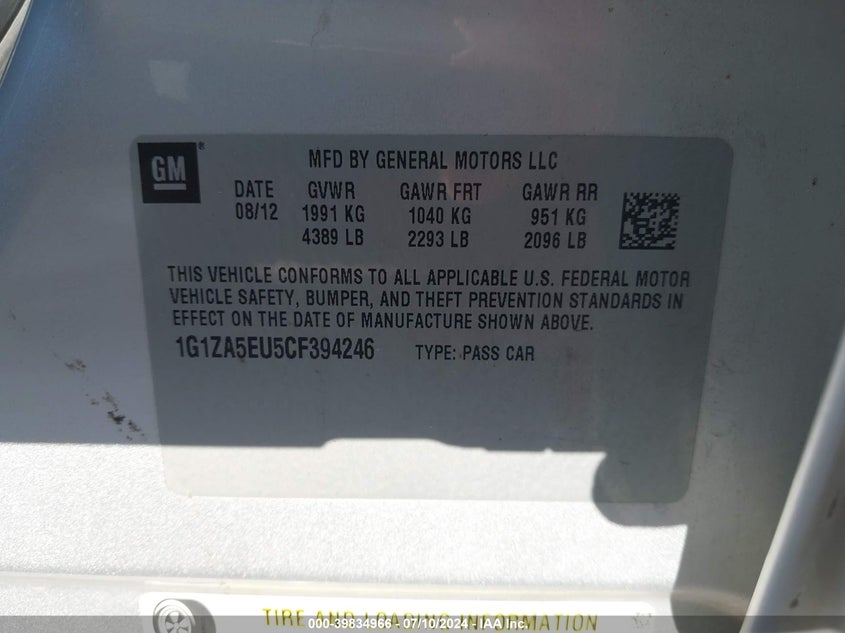 GM ®
MFD BY GENERAL MOTORS LLC
DATE GVWR GAWR FRT GAWR RR
08/12 1991 KG 1040 KG 951 KG
4389 LB 2293 LB 2096 LB
THIS VEHICLE CONFORMS TO ALL APPLICABLE U.S. FEDERAL MOTOR
VEHICLE SAFETY, BUMPER, AND THEFT PREVENTION STANDARDS IN
EFFECT ON THE DATE OF MANUFACTURE SHOWN ABOVE.
1G1ZA5EU5CF394246 TYPE: PASS CAR
TIRE AND LOADING INFORMATION
000-39834966 - 07/10/2024 - IAA Inc.